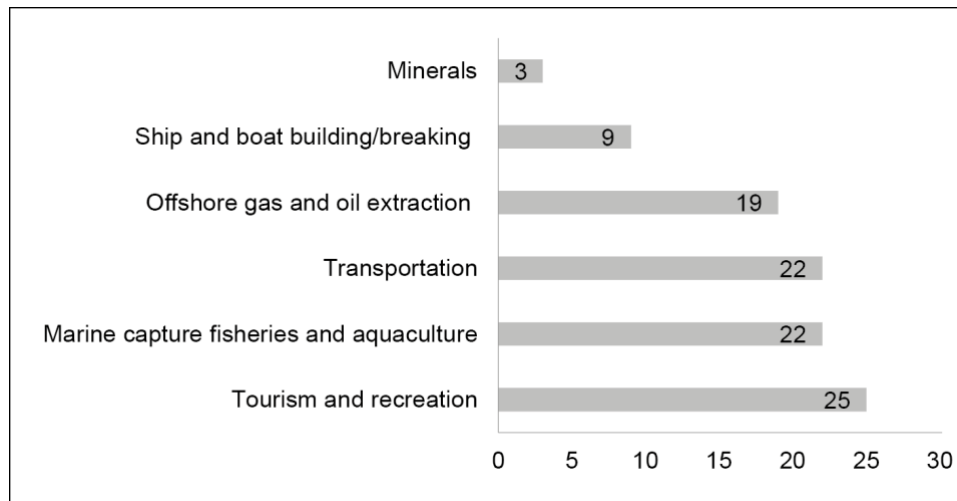 Minerals 3
Ship and boat building/breaking 9
Offshore gas and oil extraction 19
Transportation 22
Marine capture fisheries and aquaculture 22
Tourism and recreation 25
0 5 10 15 20 25 30